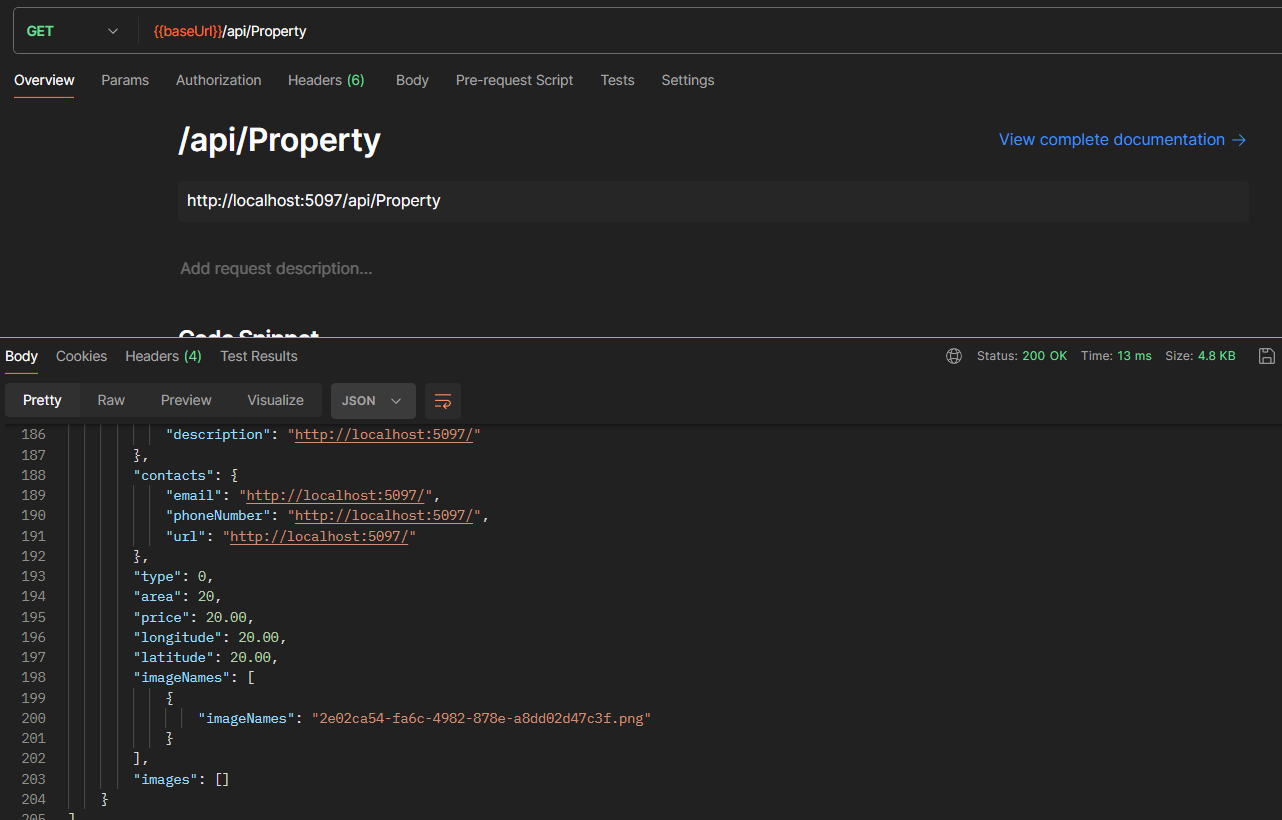 GET {{baseUrl}}/api/Property
Overview Params Authorization Headers (6) Body Pre-request Script Tests Settings
/api/Property
View complete documentation →
http://localhost:5097/api/Property
Add request description...
Code Snippet
Body Cookies Headers (4) Test Results Status: 200 OK Time: 13 ms Size: 4.8 KB
Pretty Raw Preview Visualize JSON
186 "description": "http://localhost:5097/"
187 },
188 "contacts": {
189 "email": "http://localhost:5097/",
190 "phoneNumber": "http://localhost:5097/",
191 "url": "http://localhost:5097/"
192 },
193 "type": 0,
194 "area": 20,
195 "price": 20.00,
196 "longitude": 20.00,
197 "latitude": 20.00,
198 "imageNames": [
199 {
200 "imageNames": "2e02ca54-fa6c-4982-878e-a8dd02d47c3f.png"
201 }
202 ],
203 "images": []
204 }
205 ]